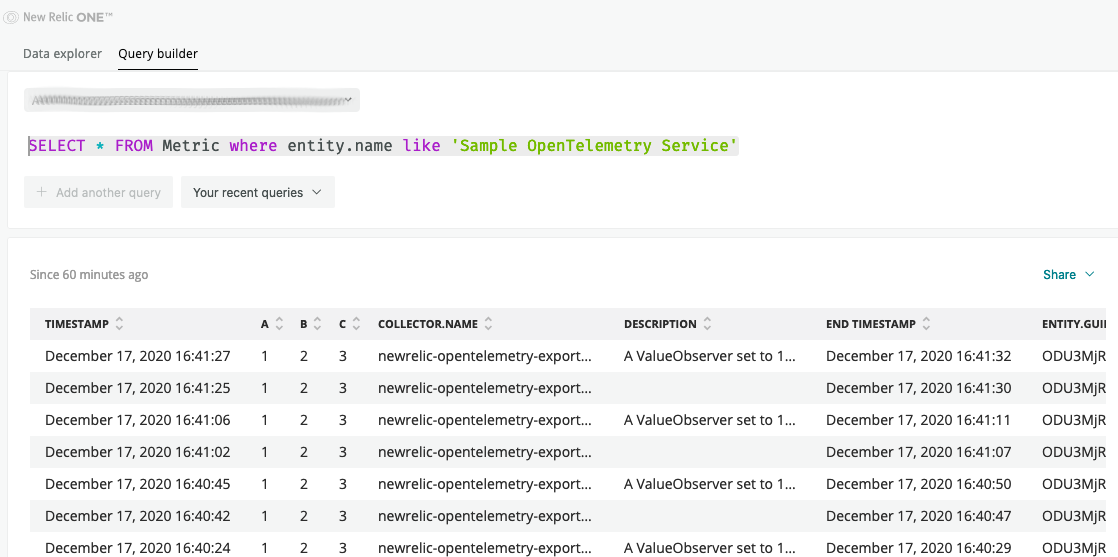 New Relic ONE™
Data explorer Query builder
SELECT * FROM Metric where entity.name like 'Sample OpenTelemetry Service'
+ Add another query Your recent queries
Since 60 minutes ago Share
TIMESTAMP A B C COLLECTOR.NAME DESCRIPTION END TIMESTAMP ENTITY.GUI
December 17, 2020 16:41:27 1 2 3 newrelic-opentelemetry-export... A ValueObserver set to 1... December 17, 2020 16:41:32 ODU3MjR
December 17, 2020 16:41:25 1 2 3 newrelic-opentelemetry-export... December 17, 2020 16:41:30 ODU3MjR
December 17, 2020 16:41:06 1 2 3 newrelic-opentelemetry-export... A ValueObserver set to 1... December 17, 2020 16:41:11 ODU3MjR
December 17, 2020 16:41:02 1 2 3 newrelic-opentelemetry-export... December 17, 2020 16:41:07 ODU3MjR
December 17, 2020 16:40:45 1 2 3 newrelic-opentelemetry-export... A ValueObserver set to 1... December 17, 2020 16:40:50 ODU3MjR
December 17, 2020 16:40:42 1 2 3 newrelic-opentelemetry-export... December 17, 2020 16:40:47 ODU3MjR
December 17, 2020 16:40:24 1 2 3 newrelic-opentelemetry-export... A ValueObserver set to 1... December 17, 2020 16:40:29 ODU3MjR